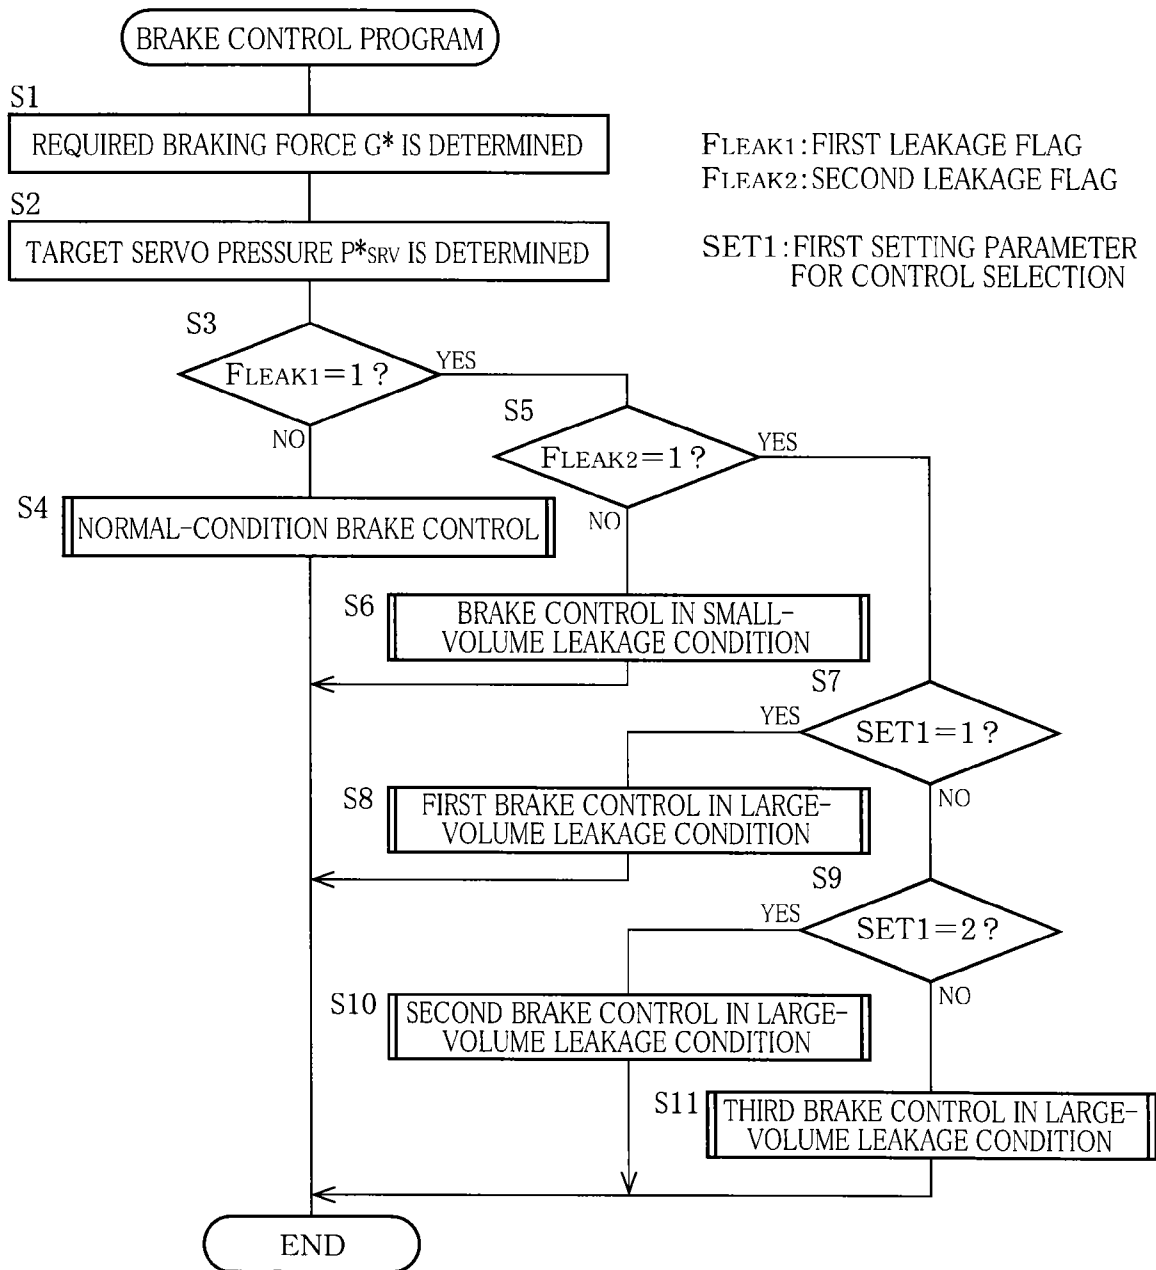 BRAKE CONTROL PROGRAM
S1
REQUIRED BRAKING FORCE G* IS DETERMINED
FLEAK1:FIRST LEAKAGE FLAG
FLEAK2:SECOND LEAKAGE FLAG
S2
TARGET SERVO PRESSURE P*SRV IS DETERMINED
SET1:FIRST SETTING PARAMETER
FOR CONTROL SELECTION
S3
FLEAK1=1?
YES
NO
S5
FLEAK2=1?
YES
NO
S4
NORMAL-CONDITION BRAKE CONTROL
S6
BRAKE CONTROL IN SMALL-
VOLUME LEAKAGE CONDITION
S7
SET1=1?
YES
NO
S8
FIRST BRAKE CONTROL IN LARGE-
VOLUME LEAKAGE CONDITION
S9
SET1=2?
YES
NO
S10
SECOND BRAKE CONTROL IN LARGE-
VOLUME LEAKAGE CONDITION
S11
THIRD BRAKE CONTROL IN LARGE-
VOLUME LEAKAGE CONDITION
END